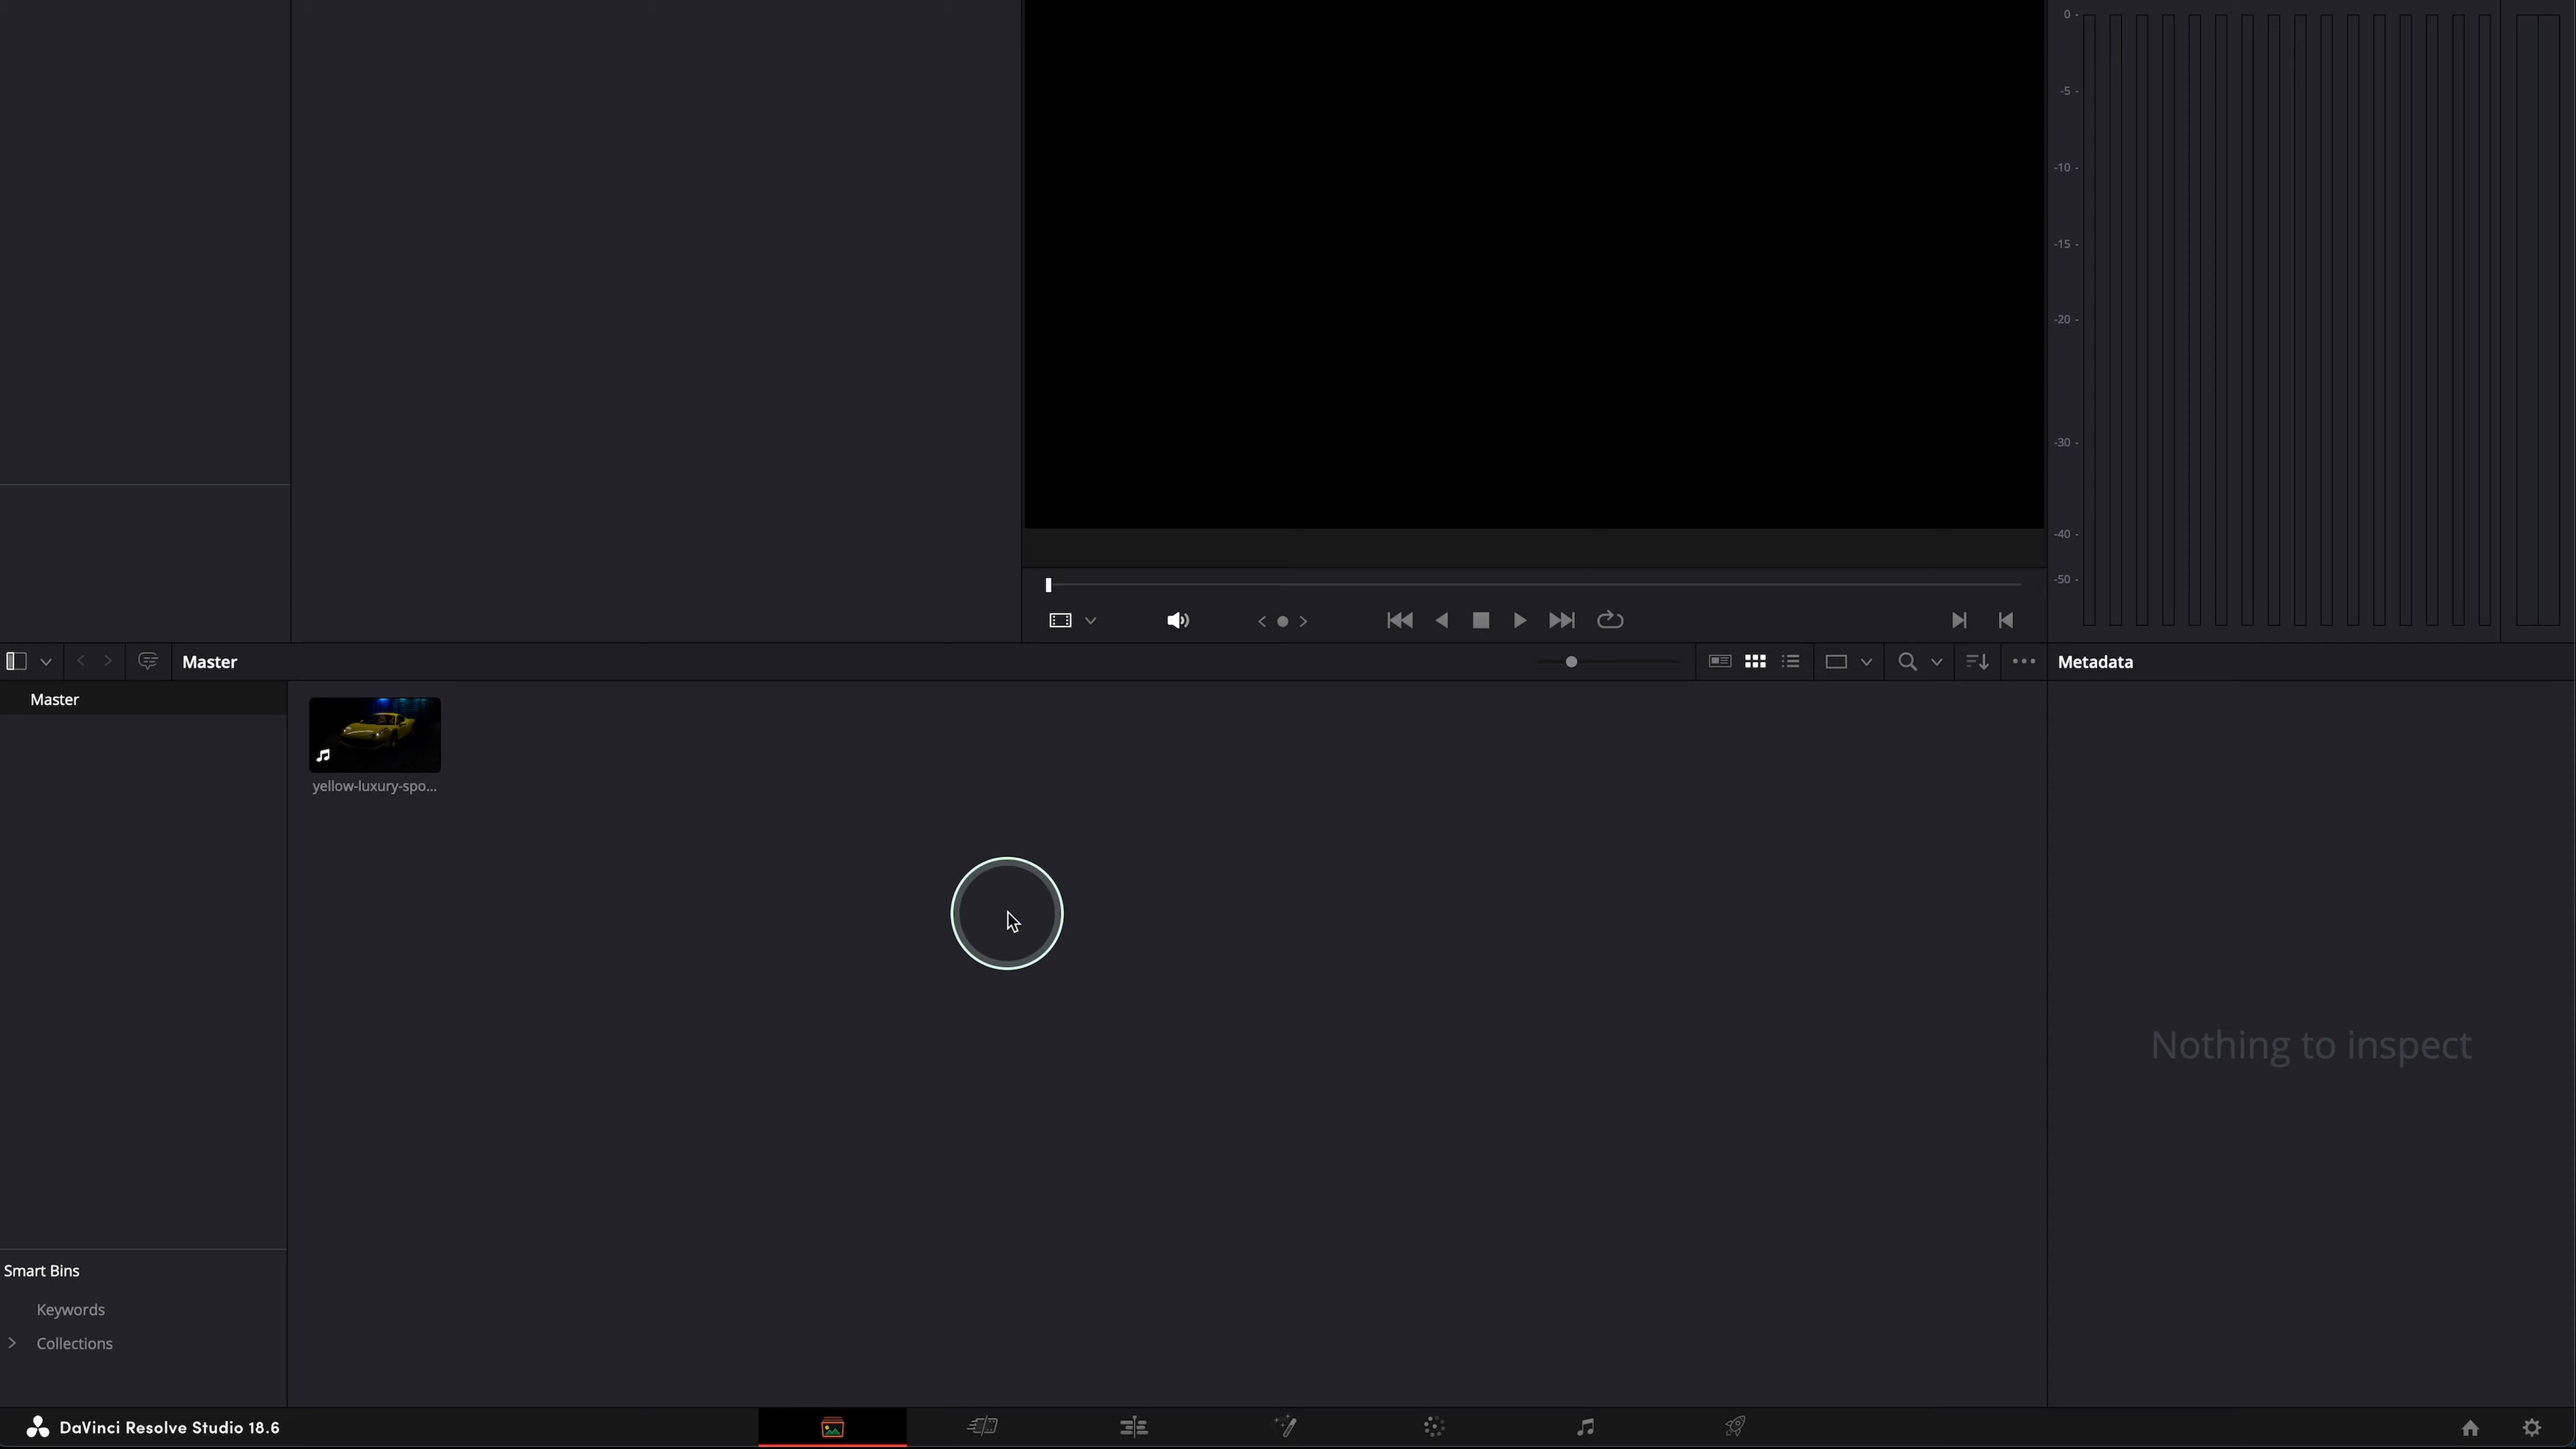 0 -
-5 -
-10 -
-15 -
-20 -
-30 -
-40 -
-50 -
Master
Metadata
Master
yellow-luxury-spo...
Nothing to inspect
Smart Bins
Keywords
Collections
DaVinci Resolve Studio 18.6